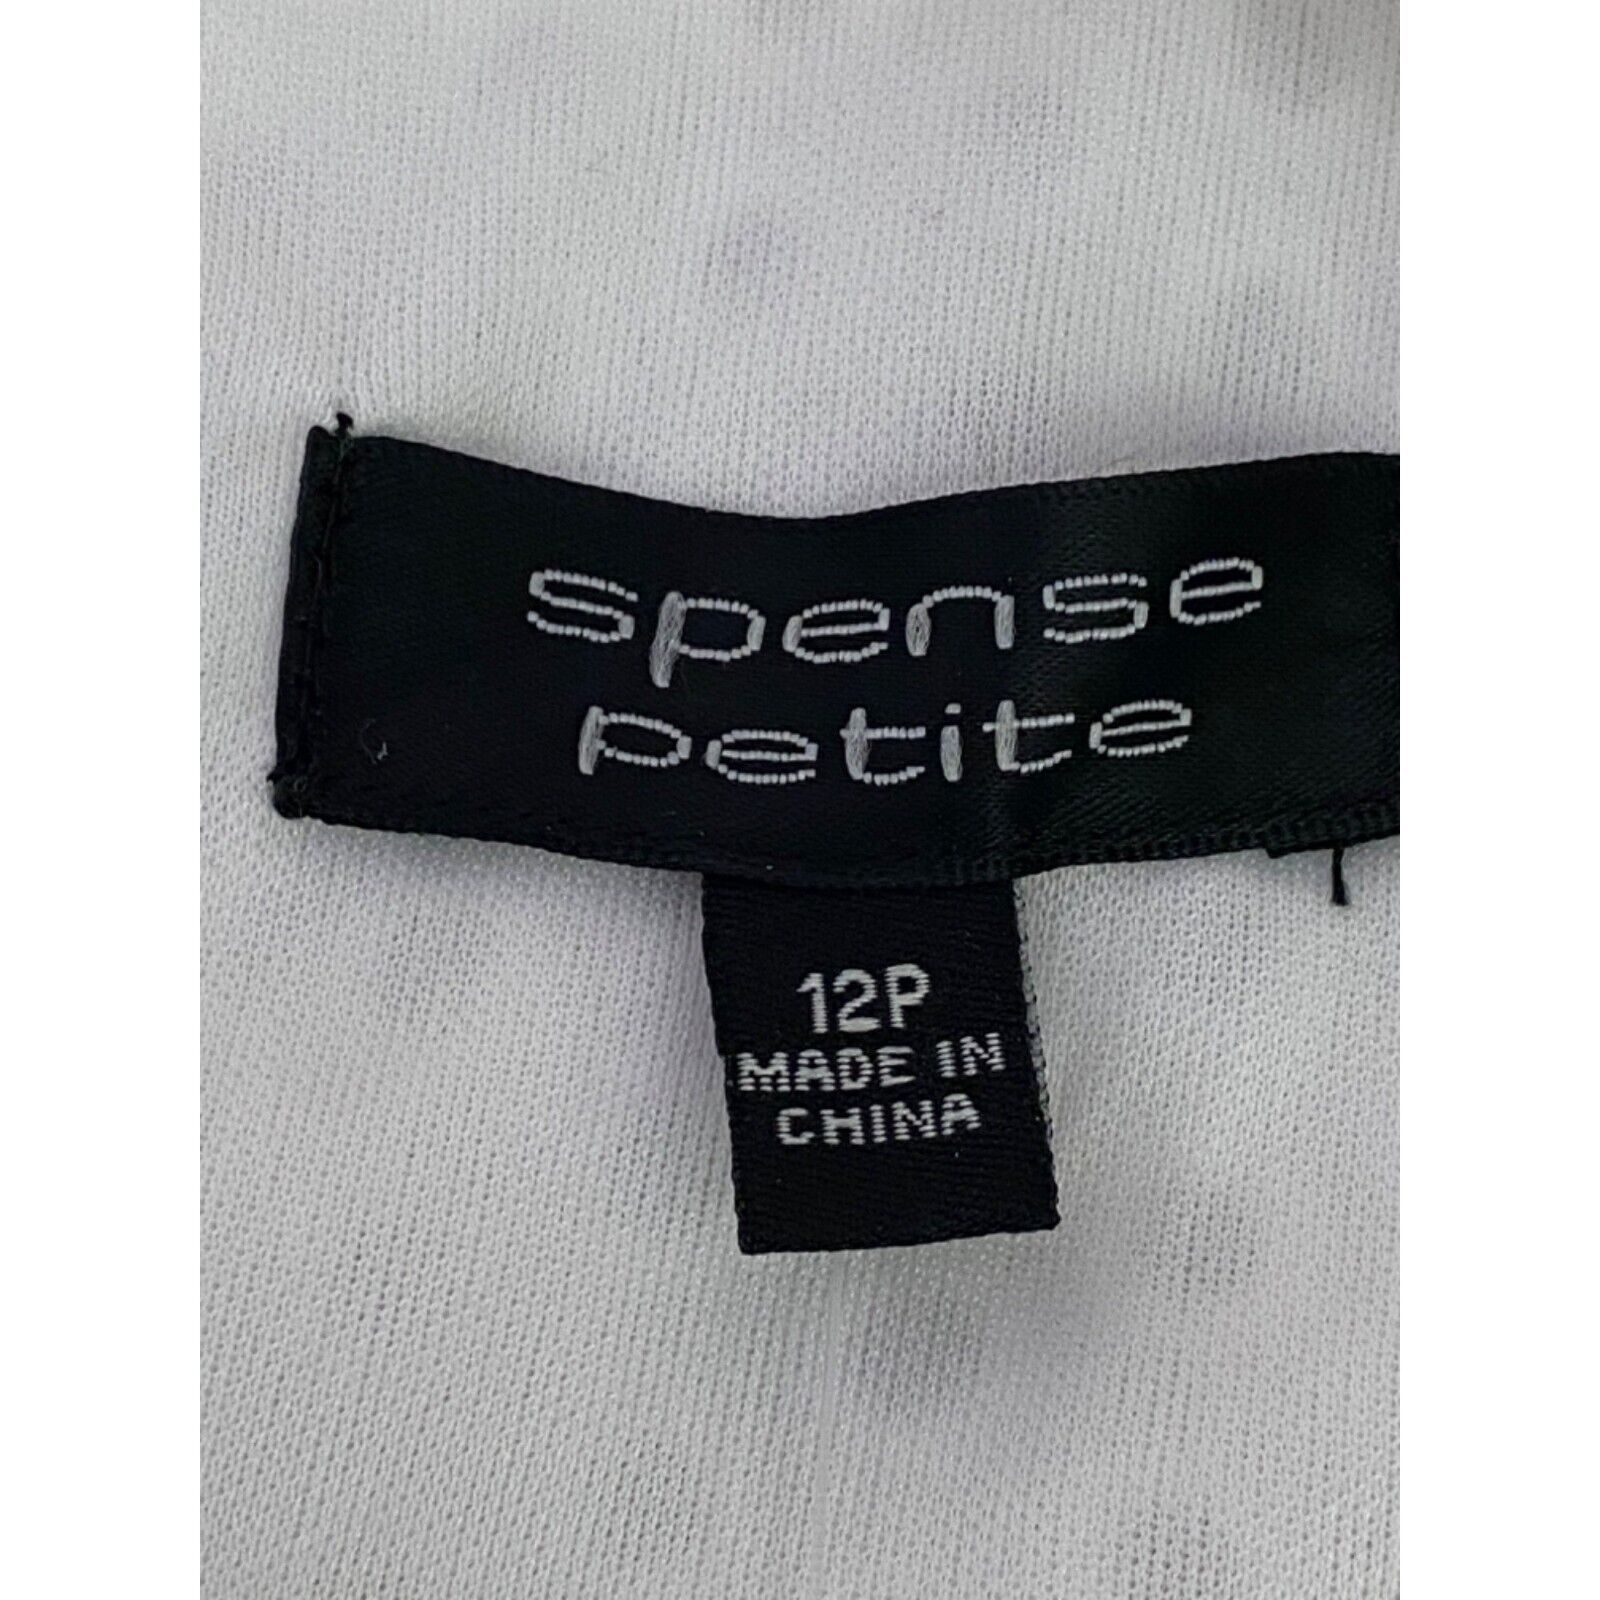 spense
petite
12P
MADE IN
CHINA